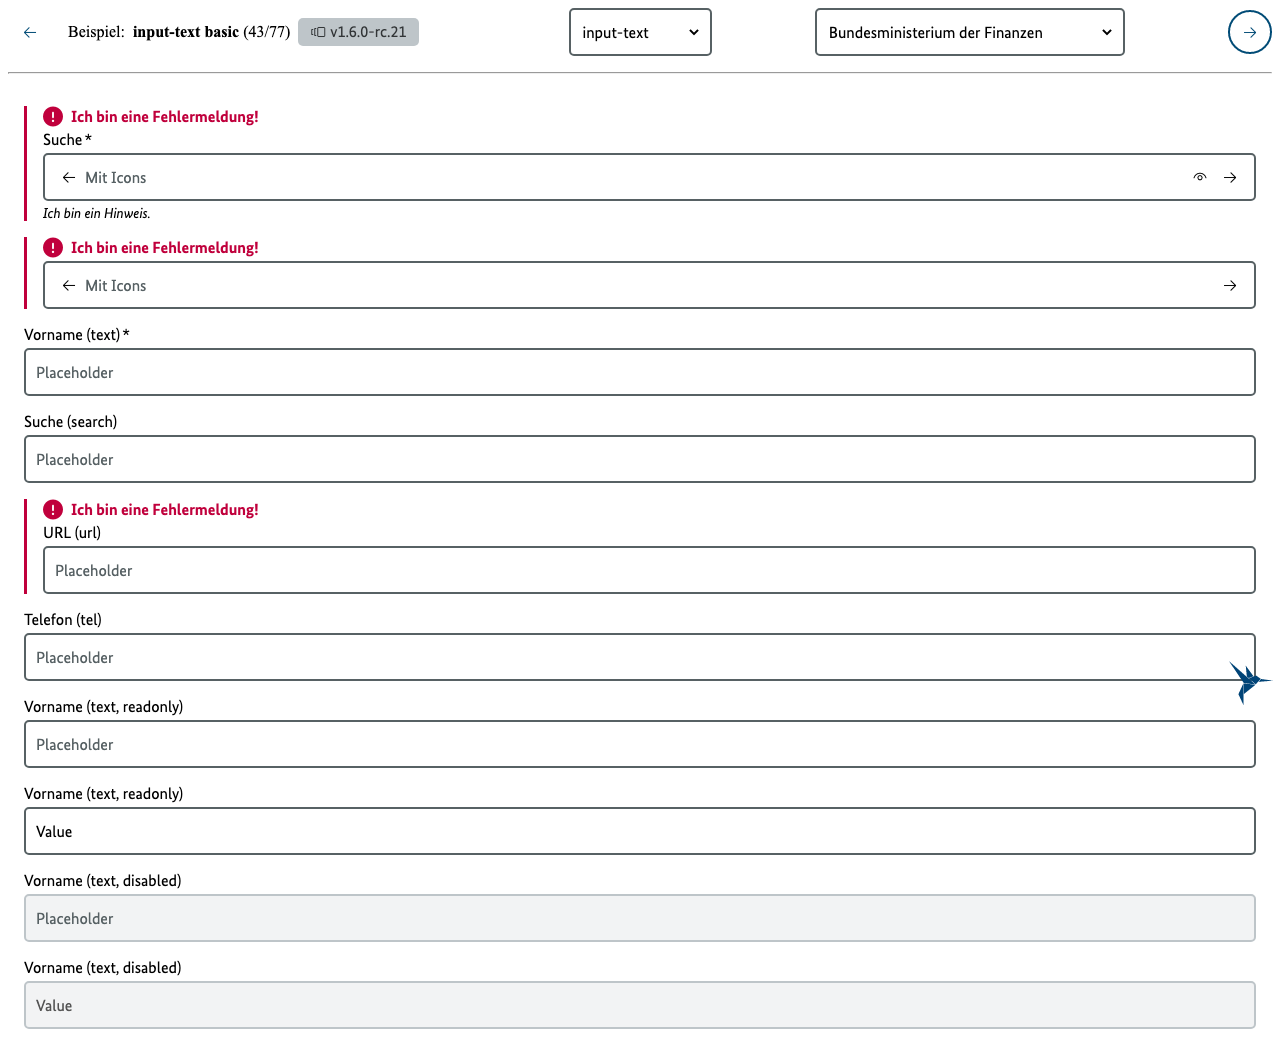 Beispiel: input-text basic (43/77) v1.6.0-rc.21 input-text Bundesministerium der Finanzen
Ich bin eine Fehlermeldung!
Suche*
Mit Icons
Ich bin ein Hinweis.
Ich bin eine Fehlermeldung!
Mit Icons
Vorname (text)*
Placeholder
Suche (search)
Placeholder
Ich bin eine Fehlermeldung!
URL (url)
Placeholder
Telefon (tel)
Placeholder
Vorname (text, readonly)
Placeholder
Vorname (text, readonly)
Value
Vorname (text, disabled)
Placeholder
Vorname (text, disabled)
Value